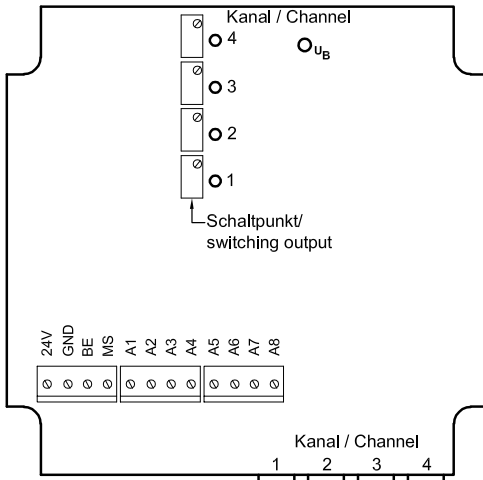 Kanal / Channel
4
U_B
3
2
1
Schaltpunkt/
switching output
24V GND BE MS A1 A2 A3 A4 A5 A6 A7 A8
Kanal / Channel
1 2 3 4